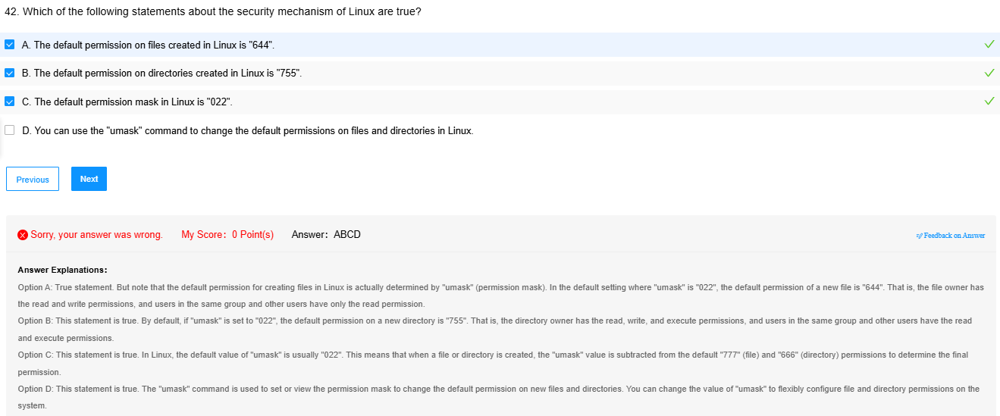 42. Which of the following statements about the security mechanism of Linux are true?
A. The default permission on files created in Linux is "644".
B. The default permission on directories created in Linux is "755".
C. The default permission mask in Linux is "022".
D. You can use the "umask" command to change the default permissions on files and directories in Linux.
Previous Next
Sorry, your answer was wrong. My Score: 0 Point(s) Answer: ABCD Feedback on Answer
Answer Explanations:
Option A: True statement. But note that the default permission for creating files in Linux is actually determined by "umask" (permission mask). In the default setting where "umask" is "022", the default permission of a new file is "644". That is, the file owner has
the read and write permissions, and users in the same group and other users have only the read permission.
Option B: This statement is true. By default, if "umask" is set to "022", the default permission on a new directory is "755". That is, the directory owner has the read, write, and execute permissions, and users in the same group and other users have the read
and execute permissions.
Option C: This statement is true. In Linux, the default value of "umask" is usually "022". This means that when a file or directory is created, the "umask" value is subtracted from the default "777" (file) and "666" (directory) permissions to determine the final
permission.
Option D: This statement is true. The "umask" command is used to set or view the permission mask to change the default permission on new files and directories. You can change the value of "umask" to flexibly configure file and directory permissions on the
system.